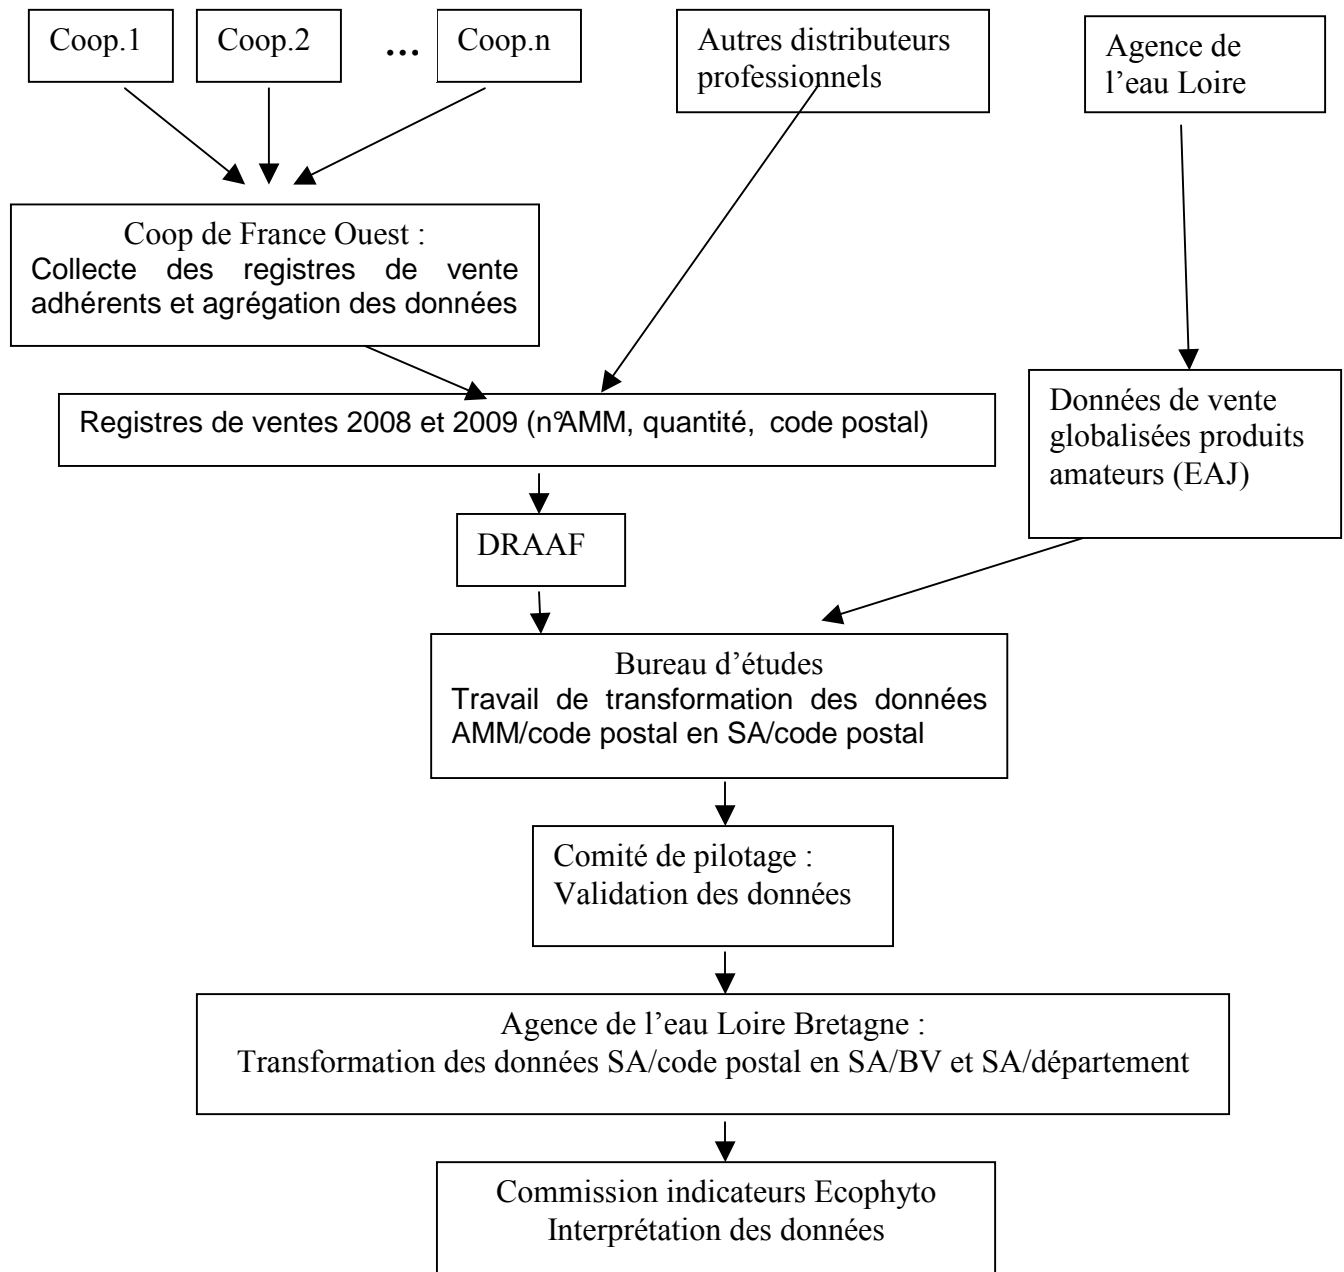 Coop.1
Coop.2
...
Coop.n
Autres distributeurs
professionnels
Agence de
l’eau Loire
Coop de France Ouest :
Collecte des registres de vente
adhérents et agrégation des données
Registres de ventes 2008 et 2009 (n°AMM, quantité, code postal)
Données de vente
globalisées produits
amateurs (EAJ)
DRAAF
Bureau d’études
Travail de transformation des données
AMM/code postal en SA/code postal
Comité de pilotage :
Validation des données
Agence de l’eau Loire Bretagne :
Transformation des données SA/code postal en SA/BV et SA/département
Commission indicateurs Ecophyto
Interprétation des données